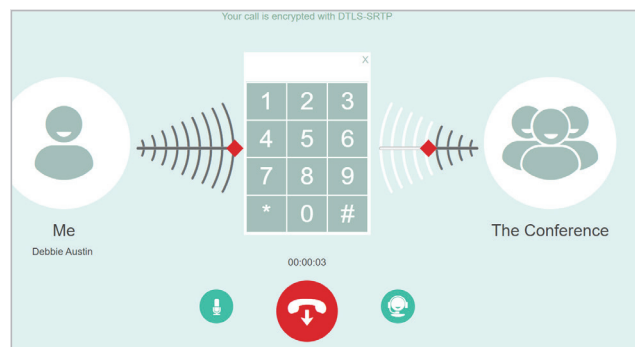 Your call is encrypted with DTLS-SRTP
X
1 2 3
4 5 6
7 8 9
* 0 #
Me
Debbie Austin
The Conference
00:00:03